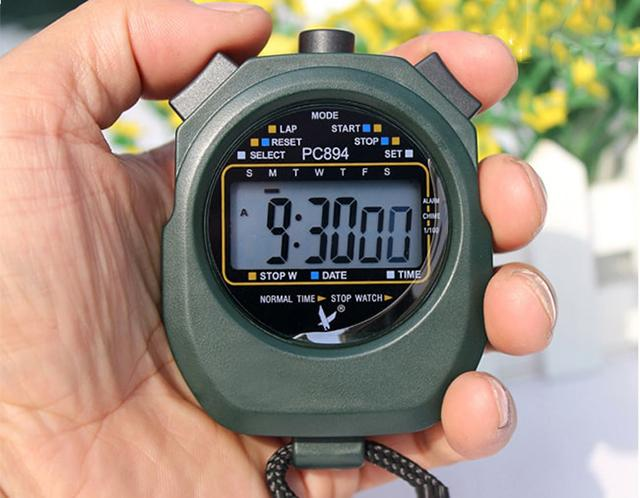 MODE
LAP START
RESET STOP
SELECT PC894 SET
S M T W T F S
A 9:3000
ALARM
CHIME
1/100
STOP W DATE TIME
NORMAL TIME STOP WATCH
®